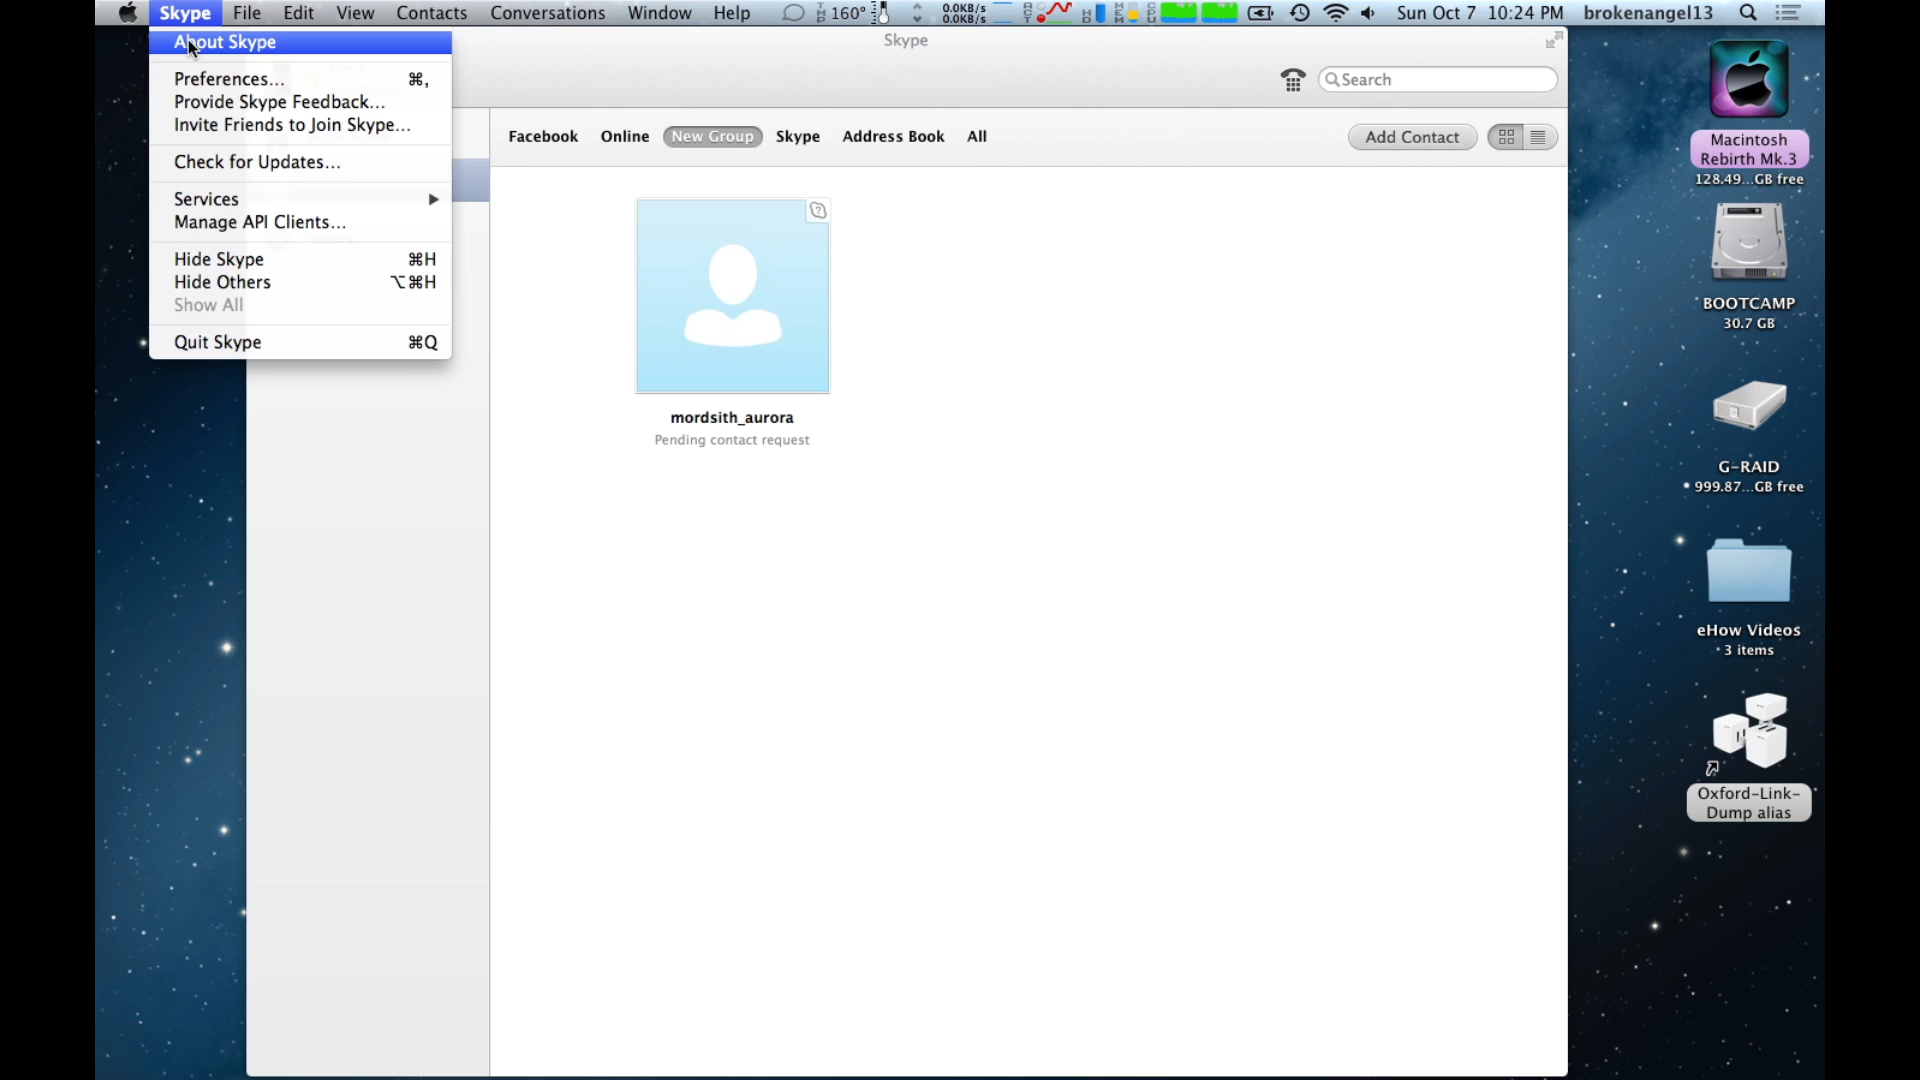 Skype File Edit View Contacts Conversations Window Help 160° 0.0KB/s 0.0KB/s Sun Oct 7 10:24 PM brokenangel13
About Skype
Preferences... ⌘,
Provide Skype Feedback...
Invite Friends to Join Skype...
Check for Updates...
Services
Manage API Clients...
Hide Skype ⌘H
Hide Others ⌥⌘H
Show All
Quit Skype ⌘Q
Skype
Search
Facebook Online New Group Skype Address Book All Add Contact
mordsith_aurora
Pending contact request
Macintosh
Rebirth Mk.3
128.49...GB free
BOOTCAMP
30.7 GB
G-RAID
999.87...GB free
eHow Videos
3 items
Oxford-Link-
Dump alias